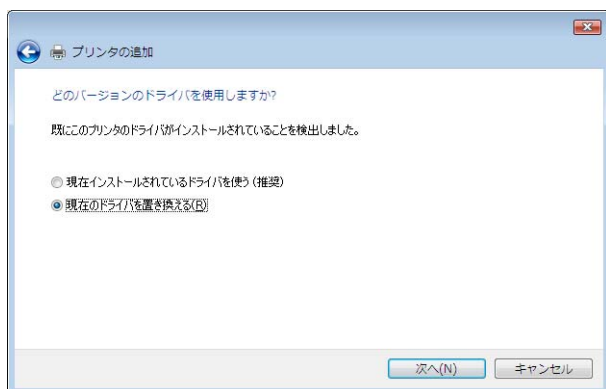 プリンタの追加
どのバージョンのドライバを使用しますか?
既にこのプリンタのドライバがインストールされていることを検出しました。
現在インストールされているドライバを使う(推奨)
現在のドライバを置き換える(R)
次へ(N)
キャンセル